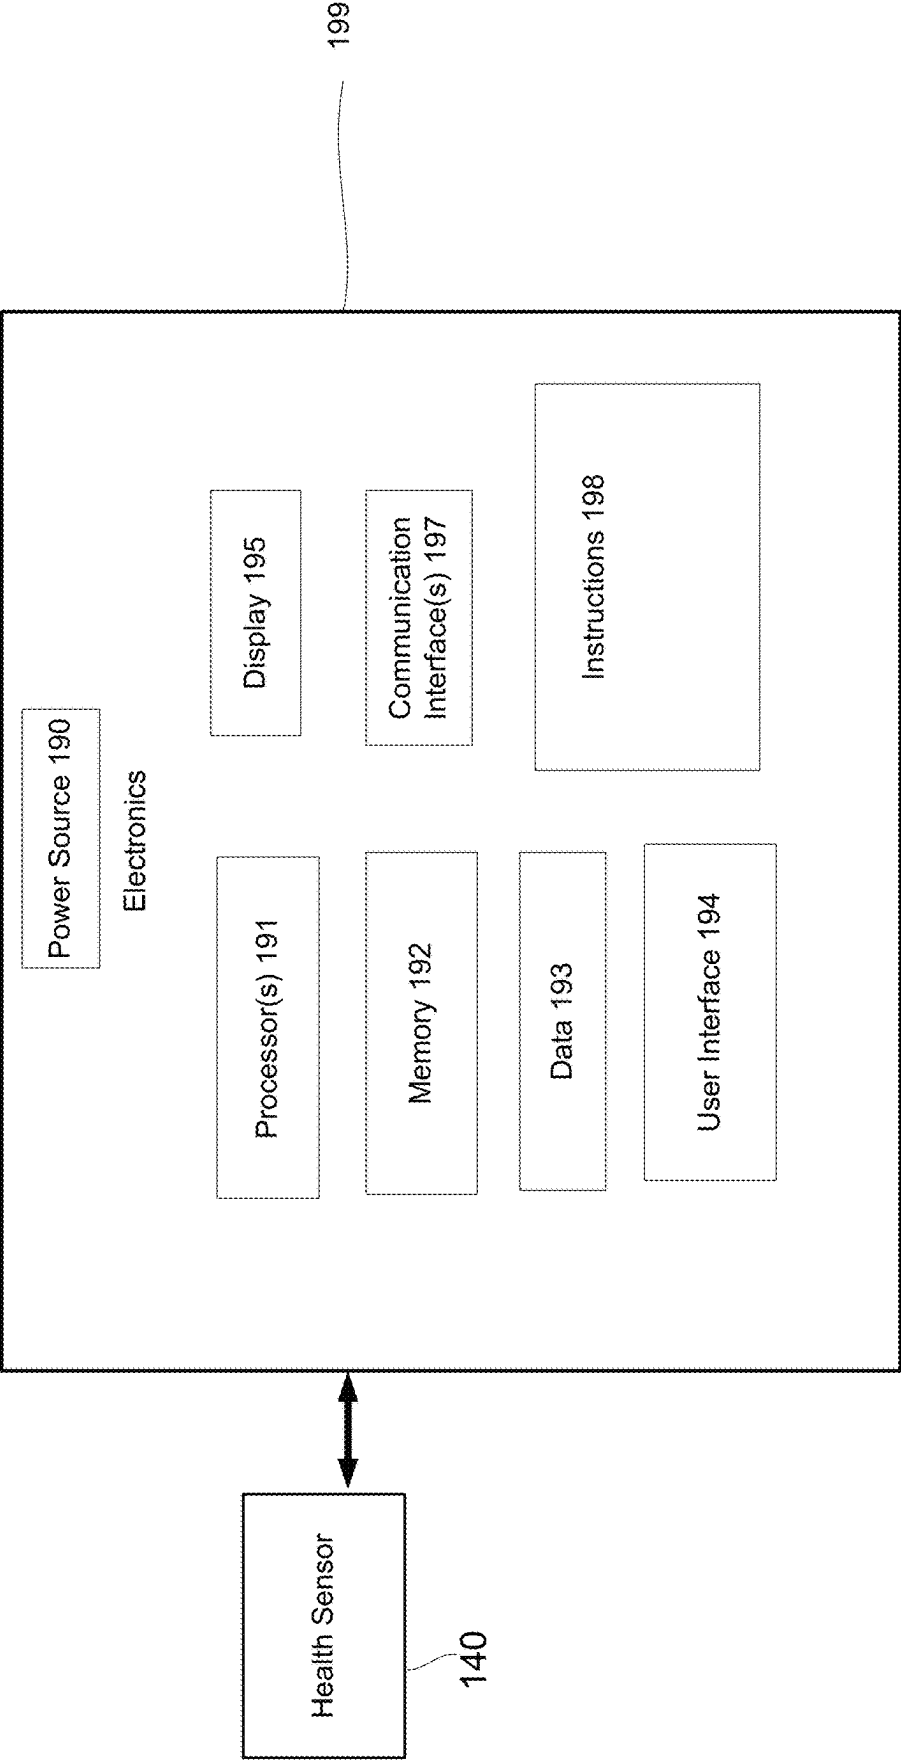 Power Source 190
Electronics
Processor(s) 191
Display 195
Memory 192
Communication
Interface(s) 197
Data 193
Instructions 198
User Interface 194
Health Sensor
140
199